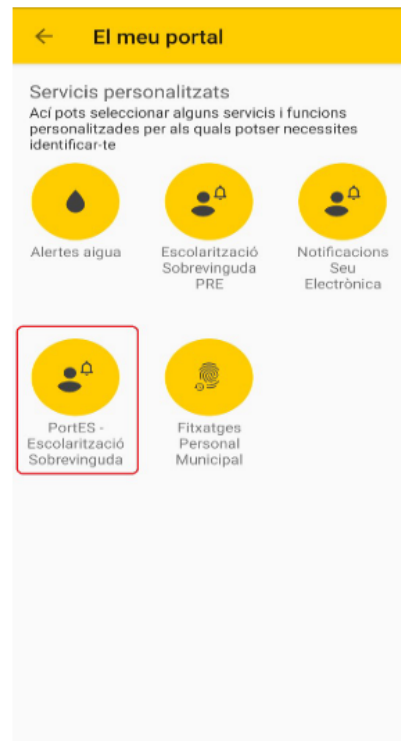 El meu portal
Servicis personalitzats
Ací pots seleccionar alguns servicis i funcions
personalitzades per als quals potser necessites
identificar-te
Alertes aigua
Escolarització
Sobrevinguda
PRE
Notificacions
Seu
Electrònica
PortES -
Escolarització
Sobrevinguda
Fitxatges
Personal
Municipal